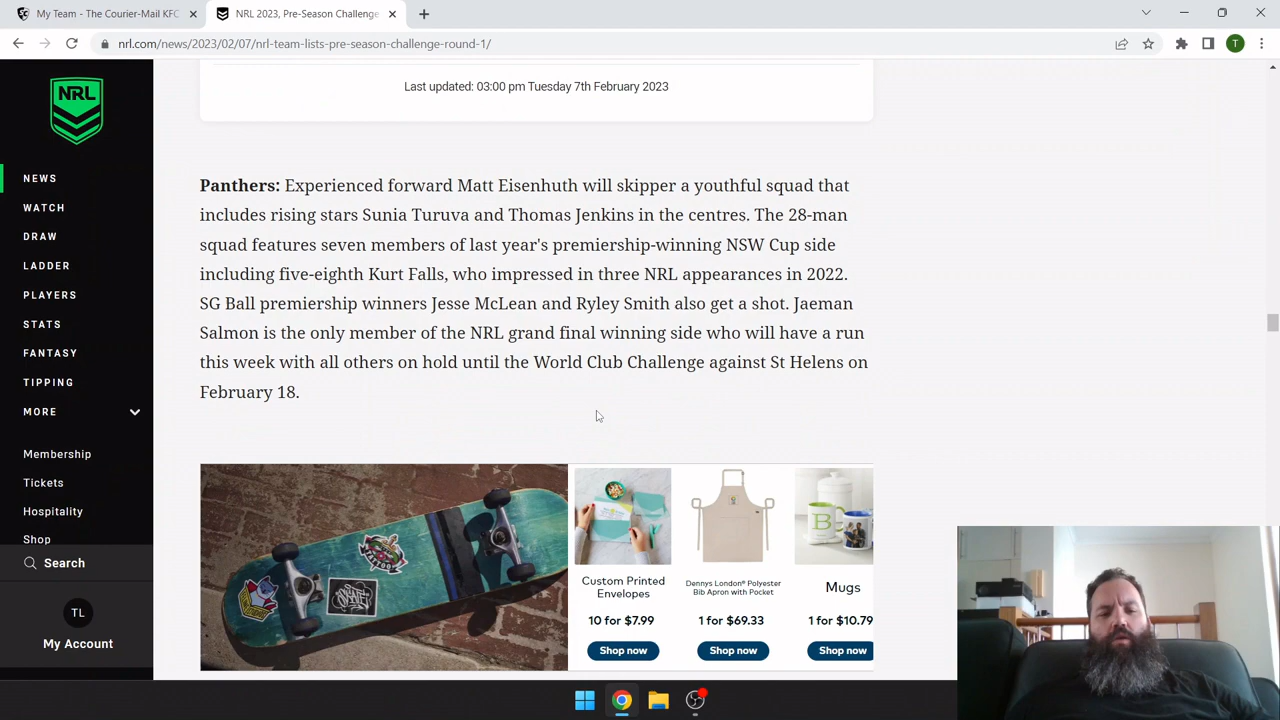 My Team - The Courier-Mail KFC
NRL 2023, Pre-Season Challenge
nrl.com/news/2023/02/07/nrl-team-lists-pre-season-challenge-round-1/
T
NRL
NEWS
WATCH
DRAW
LADDER
PLAYERS
STATS
FANTASY
TIPPING
MORE
Membership
Tickets
Hospitality
Shop
Search
TL
My Account
Last updated: 03:00 pm Tuesday 7th February 2023
Panthers: Experienced forward Matt Eisenhuth will skipper a youthful squad that
includes rising stars Sunia Turuva and Thomas Jenkins in the centres. The 28-man
squad features seven members of last year's premiership-winning NSW Cup side
including five-eighth Kurt Falls, who impressed in three NRL appearances in 2022.
SG Ball premiership winners Jesse McLean and Ryley Smith also get a shot. Jaeman
Salmon is the only member of the NRL grand final winning side who will have a run
this week with all others on hold until the World Club Challenge against St Helens on
February 18.
Custom Printed
Envelopes
10 for $7.99
Shop now
Dennys London® Polyester
Bib Apron with Pocket
1 for $69.33
Shop now
B
Mugs
1 for $10.79
Shop now